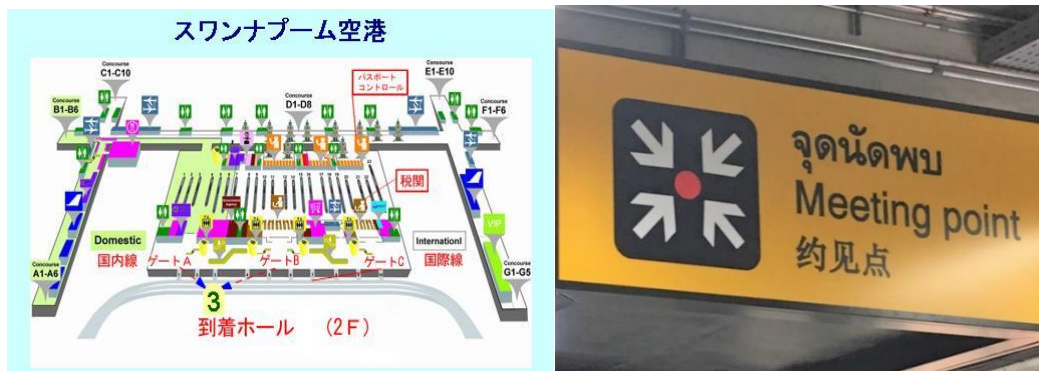 スワンナプーム空港
Concourse
C1-C10
Concourse
E1-E10
パスポート
コントロール
Concourse
B1-B6
Concourse
D1-D8
Concourse
F1-F6
税関
VIP
Domestic
Internationl
国内線
ゲートA
ゲートB
ゲートC
国際線
Concourse
A1-A6
Concourse
G1-G5
3
到着ホール (2F)
จุดนัดพบ
Meeting point
约见点